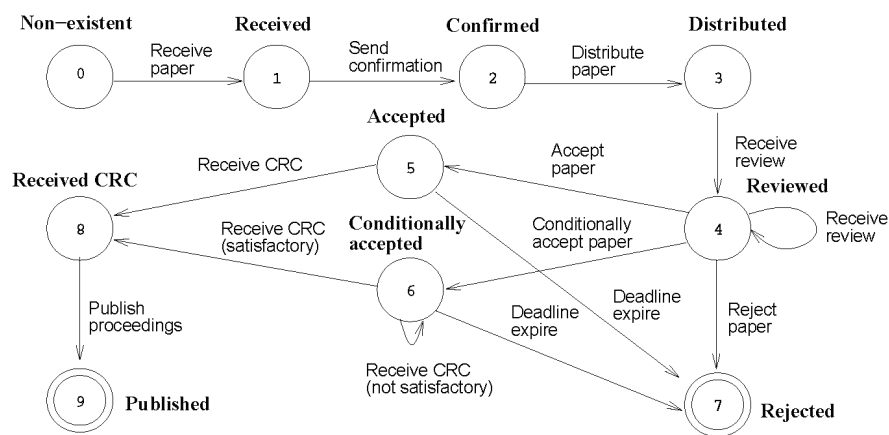 Non-existent
Received
Confirmed
Distributed
Receive
paper
Send
confirmation
Distribute
paper
0
1
2
3
Accepted
Receive CRC
5
Accept
paper
Receive
review
Received CRC
Reviewed
8
Receive CRC
(satisfactory)
Conditionally
accepted
Conditionally
accept paper
4
Receive
review
6
Publish
proceedings
Deadline
expire
Deadline
expire
Reject
paper
Receive CRC
(not satisfactory)
9
Published
7
Rejected